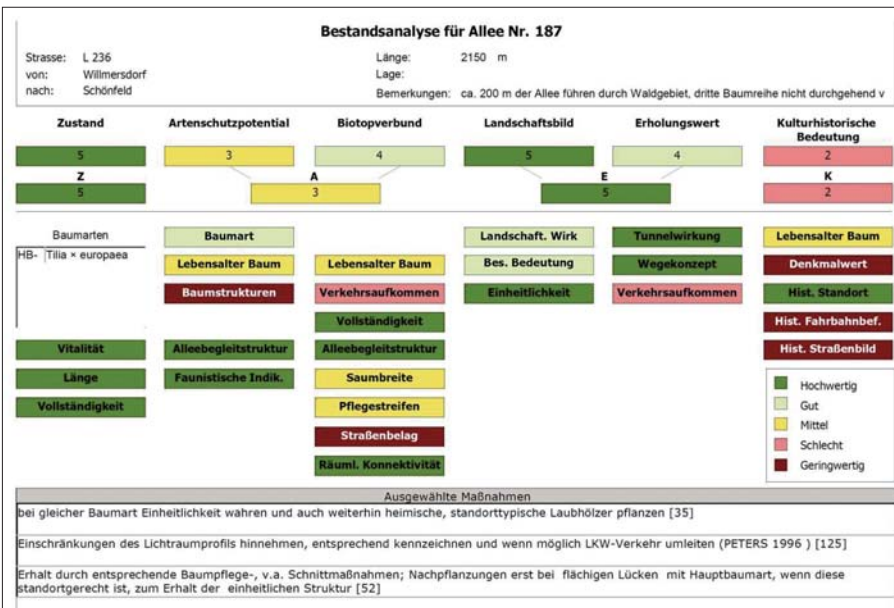 Bestandsanalyse für Allee Nr. 187
Strasse: L 236 Länge: 2150 m
von: Willmersdorf Lage:
nach: Schönfeld Bemerkungen: ca. 200 m der Allee führen durch Waldgebiet, dritte Baumreihe nicht durchgehend v
Zustand Artenschutzpotential Biotopverbund Landschaftsbild Erholungswert Kulturhistorische
Bedeutung
5 3 4 5 4 2
Z A E K
5 3 5 2
Baumarten Baumart Landschaft. Wirk Tunnelwirkung Lebensalter Baum
HB- Tilia × europaea Lebensalter Baum Lebensalter Baum Bes. Bedeutung Wegekonzept Denkmalwert
Baumstrukturen Verkehrsaufkommen Einheitlichkeit Verkehrsaufkommen Hist. Standort
Vollständigkeit Hist. Fahrbahnbef.
Vitalität Alleebegleitstruktur Alleebegleitstruktur Hist. Straßenbild
Länge Faunistische Indik. Saumbreite
Vollständigkeit Pflegestreifen
Straßenbelag
Räuml. Konnektivität
Hochwertig
Gut
Mittel
Schlecht
Geringwertig
Ausgewählte Maßnahmen
bei gleicher Baumart Einheitlichkeit wahren und auch weiterhin heimische, standorttypische Laubhölzer pflanzen [35]
Einschränkungen des Lichtraumprofils hinnehmen, entsprechend kennzeichnen und wenn möglich LKW-Verkehr umleiten (PETERS 1996 ) [125]
Erhalt durch entsprechende Baumpflege-, v.a. Schnittmaßnahmen; Nachpflanzungen erst bei flächigen Lücken mit Hauptbaumart, wenn diese
standortgerecht ist, zum Erhalt der einheitlichen Struktur [52]